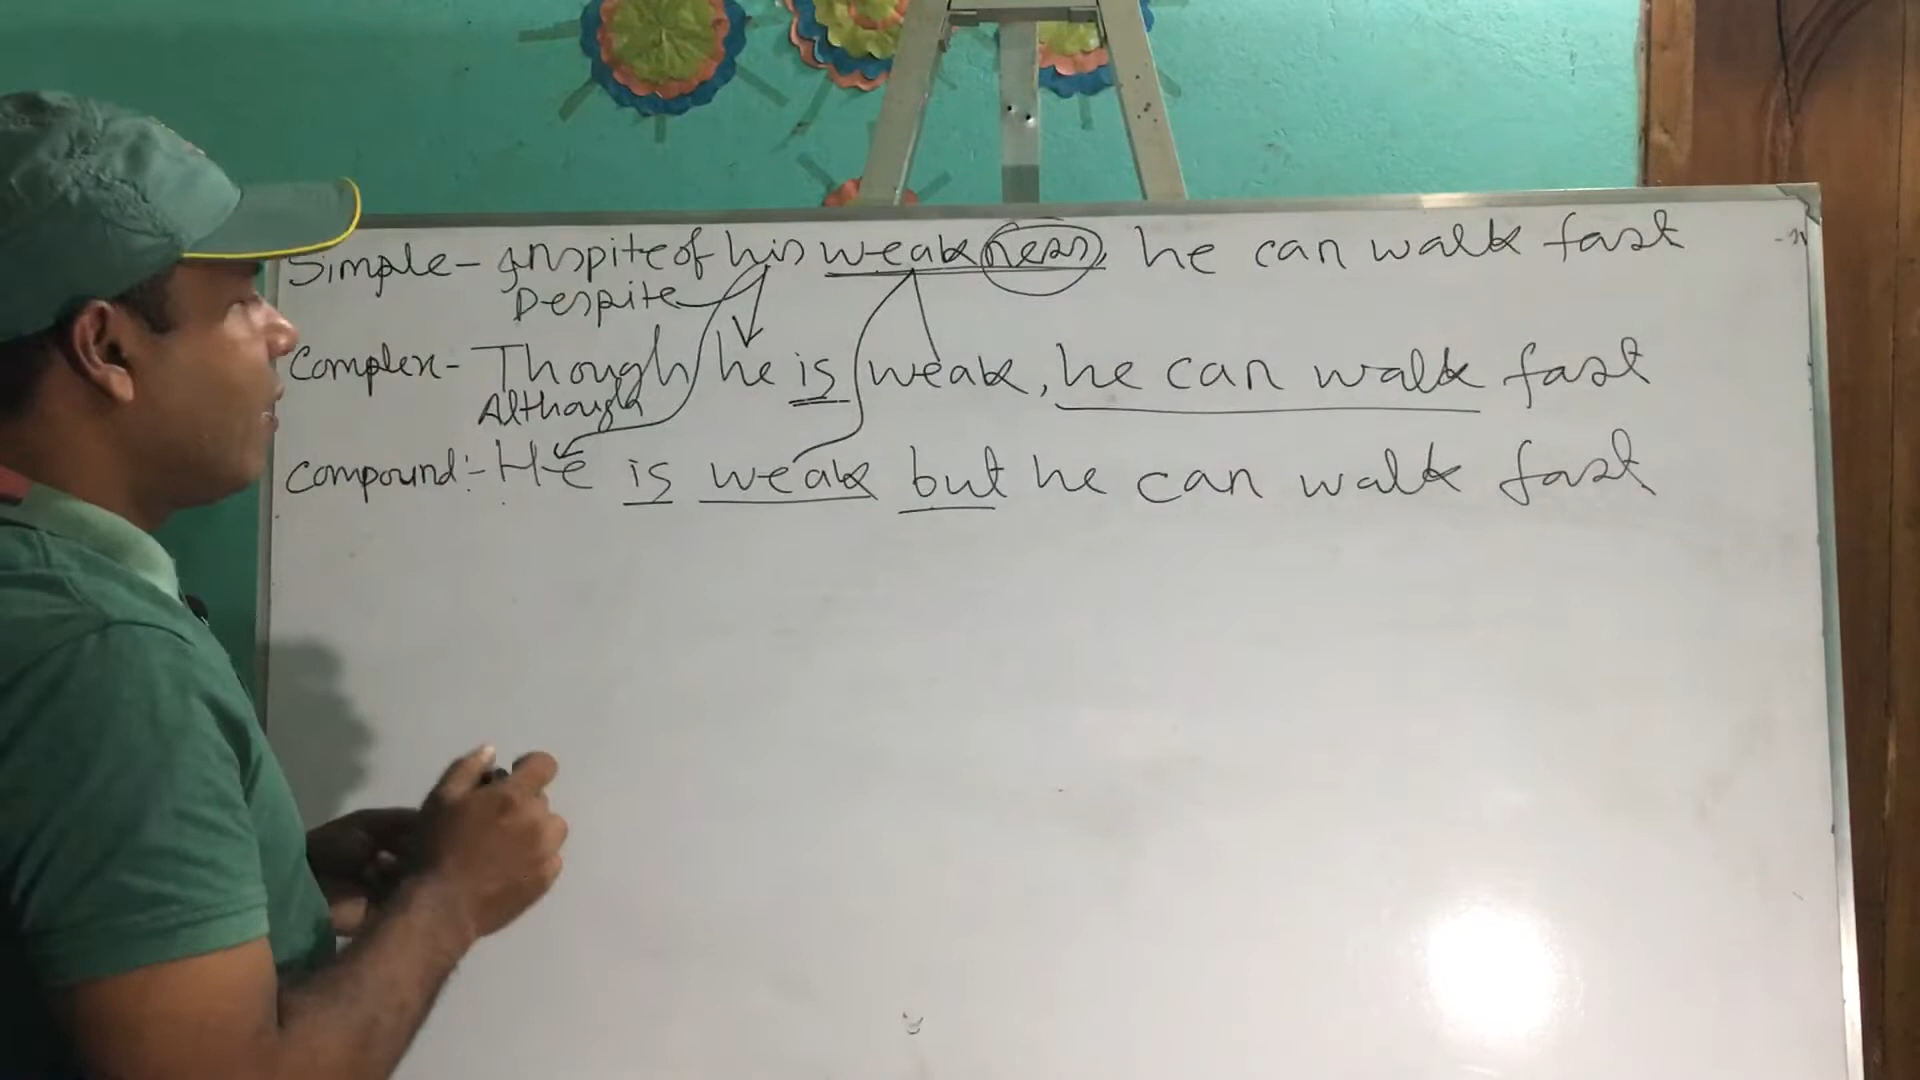 Simple- Inspite of his weakness, he can walk fast
Despite
Complex- Though he is weak, he can walk fast
Although
Compound:- He is weak but he can walk fast